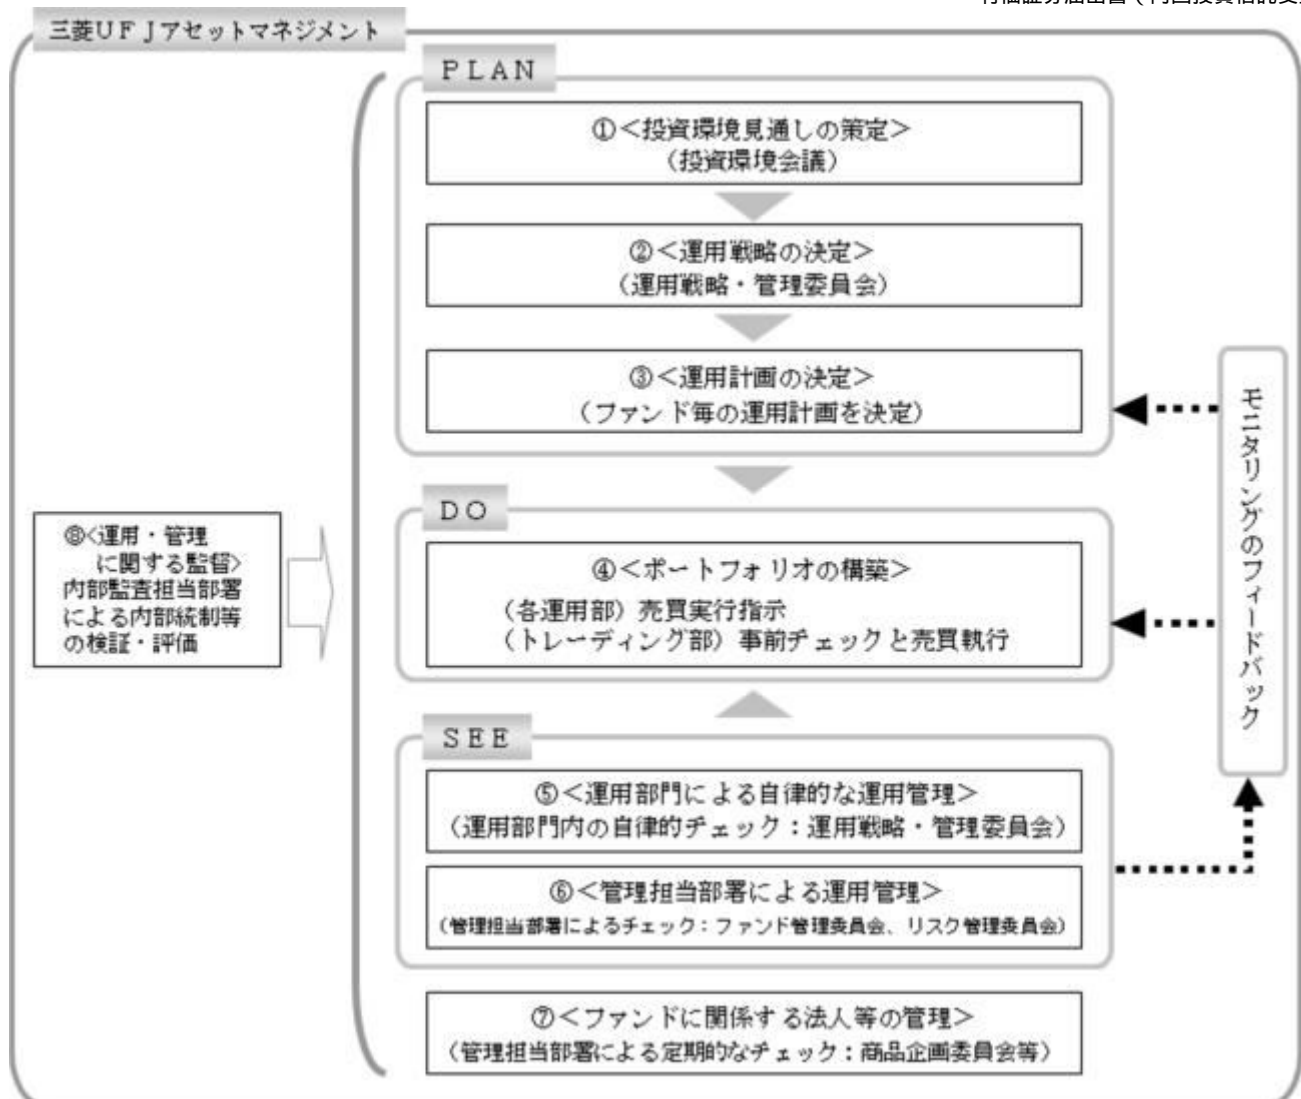 三菱UFJアセットマネジメント
PLAN
①<投資環境見通しの策定>
(投資環境会議)
②<運用戦略の決定>
(運用戦略・管理委員会)
③<運用計画の決定>
(ファンド毎の運用計画を決定)
モニタリングのフィードバック
DO
④<ポートフォリオの構築>
(各運用部)売買実行指示
(トレーディング部)事前チェックと売買執行
⑧<運用・管理
に関する監督>
内部監査担当部署
による内部統制等
の検証・評価
SEE
⑤<運用部門による自律的な運用管理>
(運用部門内の自律的チェック:運用戦略・管理委員会)
⑥<管理担当部署による運用管理>
(管理担当部署によるチェック:ファンド管理委員会、リスク管理委員会)
⑦<ファンドに関係する法人等の管理>
(管理担当部署による定期的なチェック:商品企画委員会等)